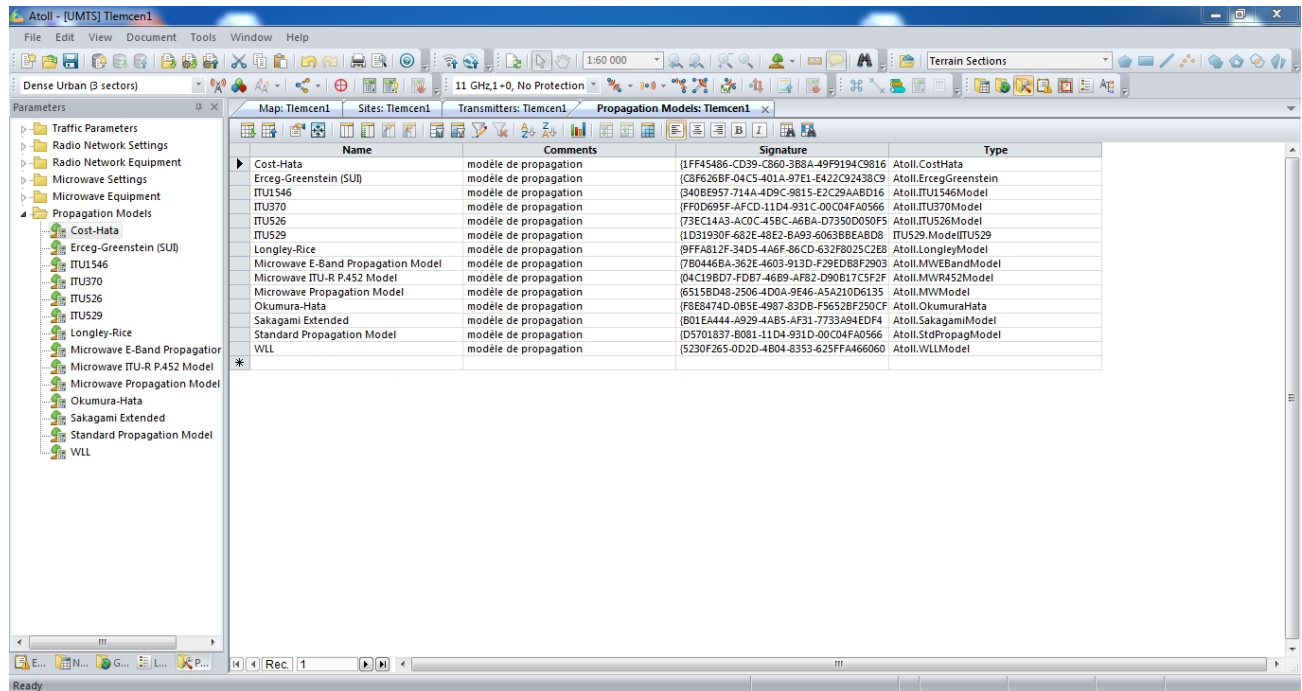 Atoll - [UMTS] Tlemcen1
File Edit View Document Tools Window Help
1:60 000 Terrain Sections
Dense Urban (3 sectors) 11 GHz,1+0, No Protection
Parameters
Map: Tlemcen1 Sites: Tlemcen1 Transmitters: Tlemcen1 Propagation Models: Tlemcen1
Traffic Parameters
Radio Network Settings
Radio Network Equipment
Microwave Settings
Microwave Equipment
Propagation Models
Cost-Hata
Erceg-Greenstein (SUI)
ITU1546
ITU370
ITU526
ITU529
Longley-Rice
Microwave E-Band Propagation
Microwave ITU-R P.452 Model
Microwave Propagation Model
Okumura-Hata
Sakagami Extended
Standard Propagation Model
WLL
B I
Name Comments Signature Type
Cost-Hata modèle de propagation {1FF45486-CD39-C860-3B8A-49F9194C9816 Atoll.CostHata
Erceg-Greenstein (SUI) modèle de propagation {C8F626BF-04C5-401A-97E1-E422C92438C9 Atoll.ErcegGreenstein
ITU1546 modèle de propagation {340BE957-714A-4D9C-9815-E2C29AABD16 Atoll.ITU1546Model
ITU370 modèle de propagation {FF0D695F-AFCD-11D4-931C-00C04FA0566 Atoll.ITU370Model
ITU526 modèle de propagation {73EC14A3-AC0C-45BC-A6BA-D7350D050F5 Atoll.ITU526Model
ITU529 modèle de propagation {1D31930F-682E-48E2-BA93-6063BBEABD8 ITU529.ModelITU529
Longley-Rice modèle de propagation {9FFA812F-34D5-4A6F-86CD-632F8025C2E8 Atoll.LongleyModel
Microwave E-Band Propagation Model modèle de propagation {7B0446BA-362E-4603-913D-F29EDB8F2903 Atoll.MWEBandModel
Microwave ITU-R P.452 Model modèle de propagation {04C19BD7-FDB7-46B9-AF82-D90B17C5F2F Atoll.MWR452Model
Microwave Propagation Model modèle de propagation {6515BD48-2506-4D0A-9E46-A5A210D6135 Atoll.MWModel
Okumura-Hata modèle de propagation {F8E8474D-0B5E-4987-83DB-F5652BF250CF Atoll.OkumuraHata
Sakagami Extended modèle de propagation {B01EA444-A929-4AB5-AF31-7733A94EDF4 Atoll.SakagamiModel
Standard Propagation Model modèle de propagation {D5701837-B081-11D4-931D-00C04FA0566 Atoll.StdPropagModel
WLL modèle de propagation {5230F265-0D2D-4B04-8353-625FFA466060 Atoll.WLLModel
E... N... G... L... P... Rec. 1
Ready